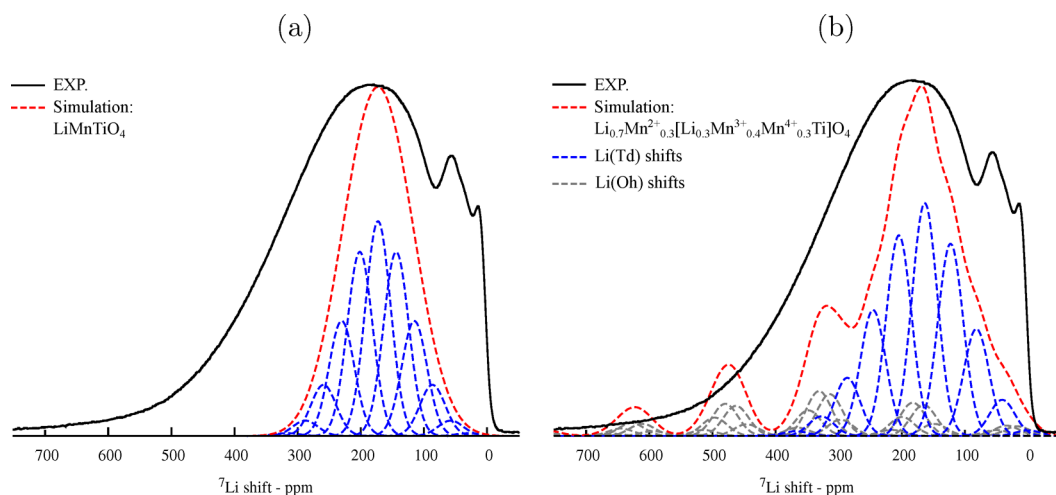 (a)
EXP.
Simulation:
LiMnTiO₄
700 600 500 400 300 200 100 0
⁷Li shift - ppm
(b)
EXP.
Simulation:
Li₀.₇Mn²⁺₀.₃[Li₀.₃Mn³⁺₀.₄Mn⁴⁺₀.₃Ti]O₄
Li(Td) shifts
Li(Oh) shifts
700 600 500 400 300 200 100 0
⁷Li shift - ppm